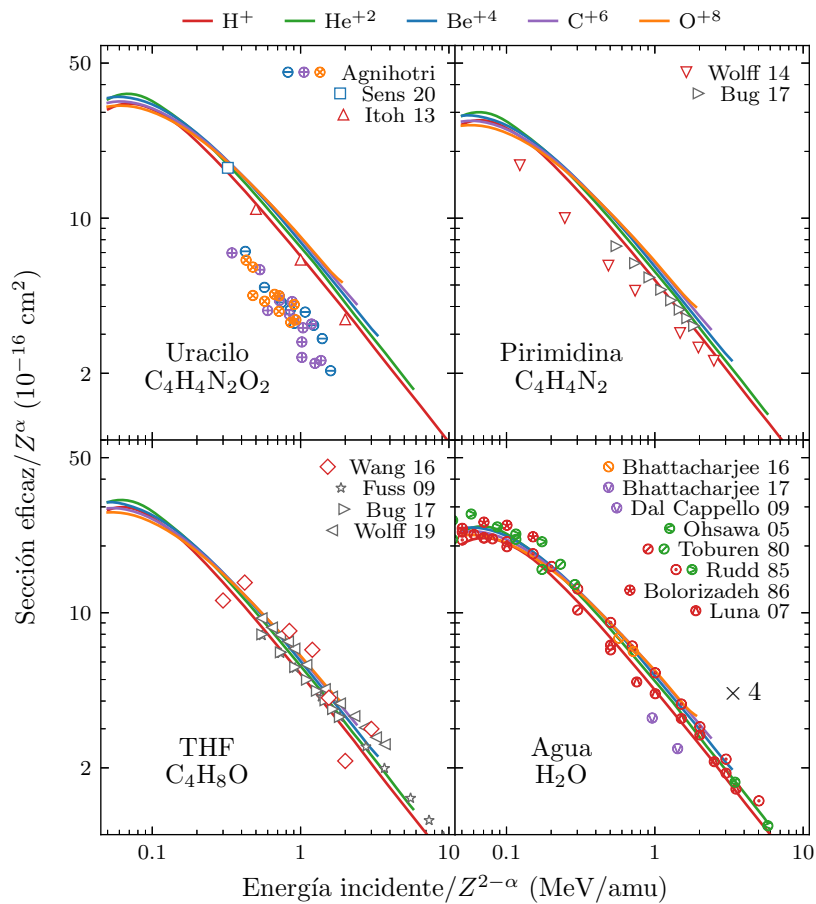 H⁺ He⁺² Be⁺⁴ C⁺⁶ O⁺⁸
Sección eficaz/Z^α (10⁻¹⁶ cm²)
50
10
2
Agnihotri
Sens 20
Itoh 13
Uracilo
C₄H₄N₂O₂
Wolff 14
Bug 17
Pirimidina
C₄H₄N₂
50
10
2
Wang 16
Fuss 09
Bug 17
Wolff 19
THF
C₄H₈O
Bhattacharjee 16
Bhattacharjee 17
Dal Cappello 09
Ohsawa 05
Toburen 80
Rudd 85
Bolorizadeh 86
Luna 07
× 4
Agua
H₂O
0.1 1 10
0.1 1 10
Energía incidente/Z^{2−α} (MeV/amu)